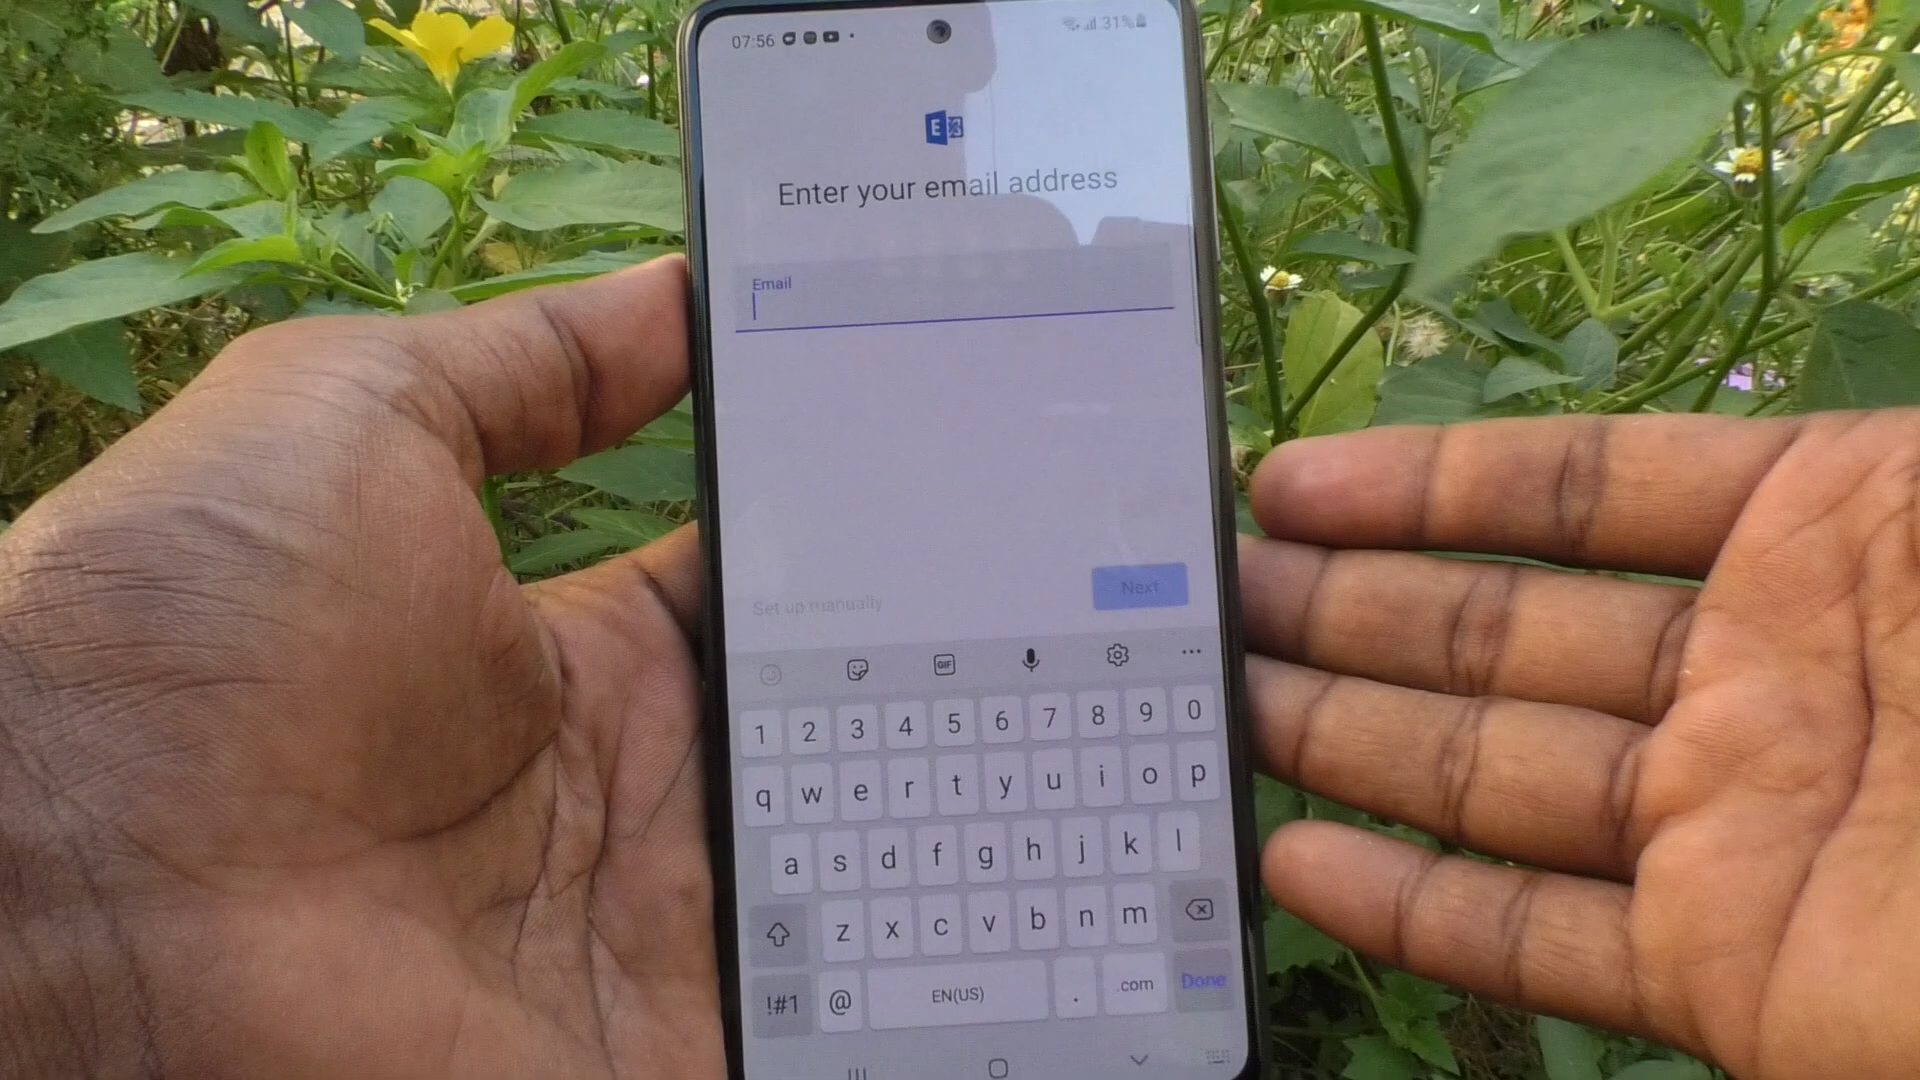 07:56 31%
E
Enter your email address
Email
Set up manually
Next
GIF
1 2 3 4 5 6 7 8 9 0
q w e r t y u i o p
a s d f g h j k l
z x c v b n m
!#1 @ EN(US) . .com Done